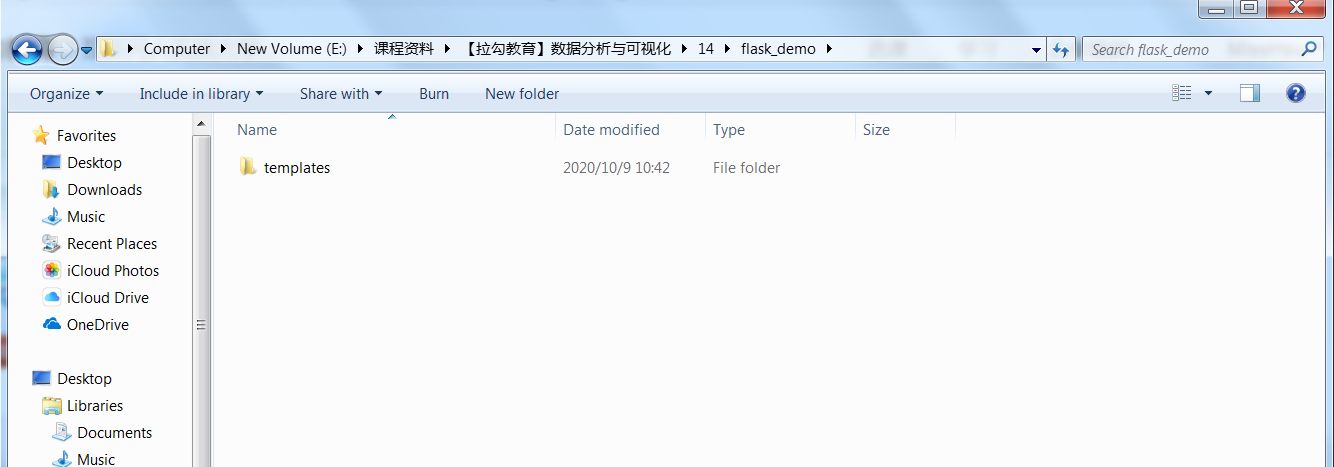 Computer New Volume (E:) 课程资料 【拉勾教育】数据分析与可视化 14 flask_demo Search flask_demo
Organize Include in library Share with Burn New folder
Favorites
Desktop
Downloads
Music
Recent Places
iCloud Photos
iCloud Drive
OneDrive
Desktop
Libraries
Documents
Music
Name Date modified Type Size
templates 2020/10/9 10:42 File folder